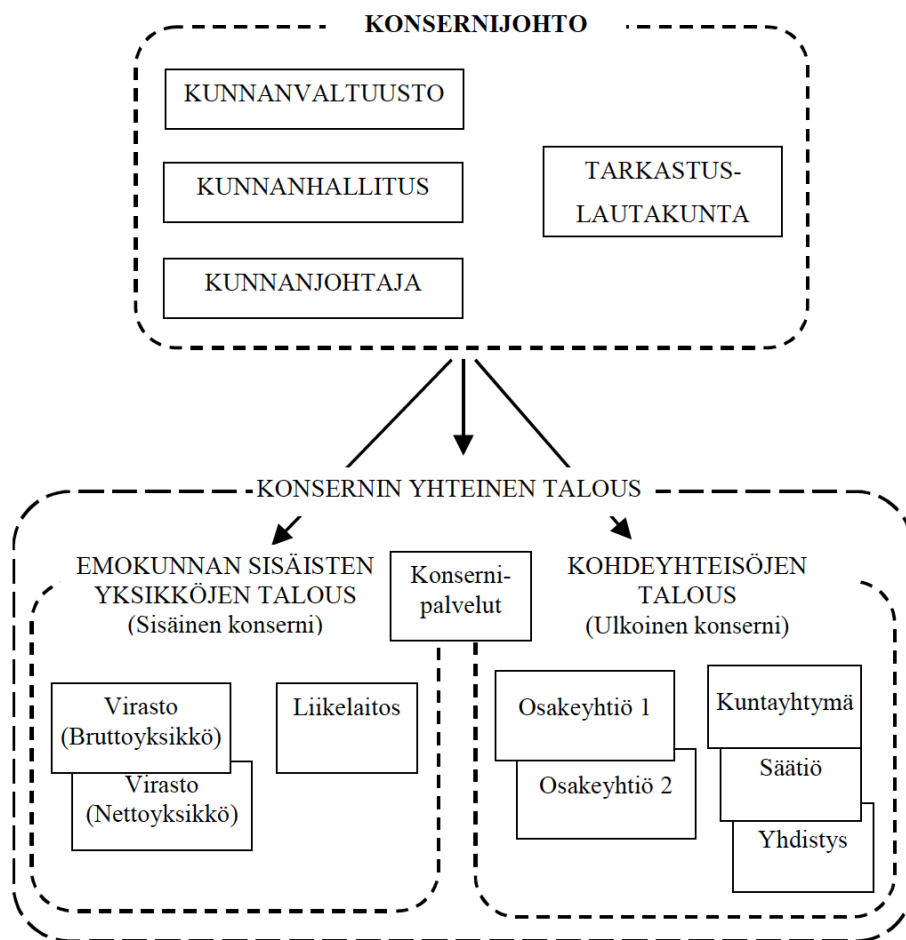 KONSERNIJOHTO
KUNNANVALTUUSTO
KUNNANHALLITUS
TARKASTUS-
LAUTAKUNTA
KUNNANJOHTAJA
KONSERNIN YHTEINEN TALOUS
EMOKUNNAN SISÄISTEN
YKSIKKÖJEN TALOUS
(Sisäinen konserni)
Konserni-
palvelut
KOHDEYHTEISÖJEN
TALOUS
(Ulkoinen konserni)
Virasto
(Bruttoyksikkö)
Virasto
(Nettoyksikkö)
Liikelaitos
Osakeyhtiö 1
Osakeyhtiö 2
Kuntayhtymä
Säätiö
Yhdistys